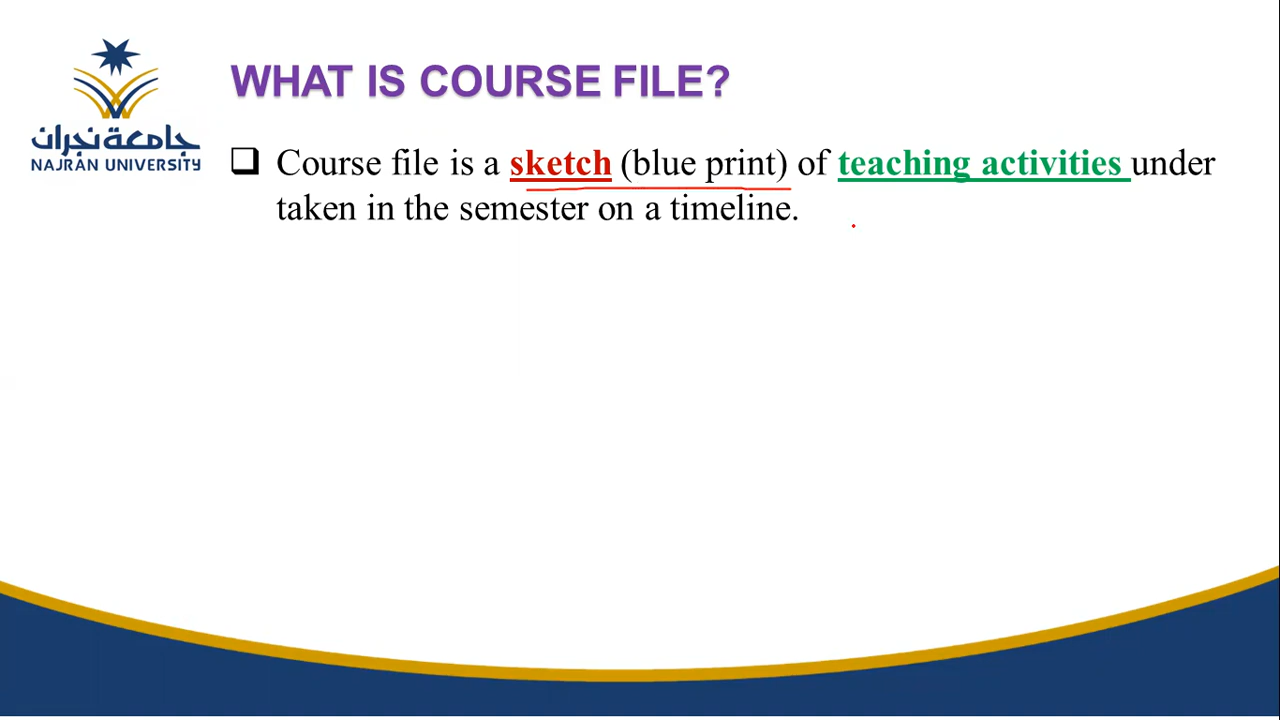 جامعة نجران
NAJRAN UNIVERSITY
WHAT IS COURSE FILE?
Course file is a sketch (blue print) of teaching activities under
taken in the semester on a timeline.